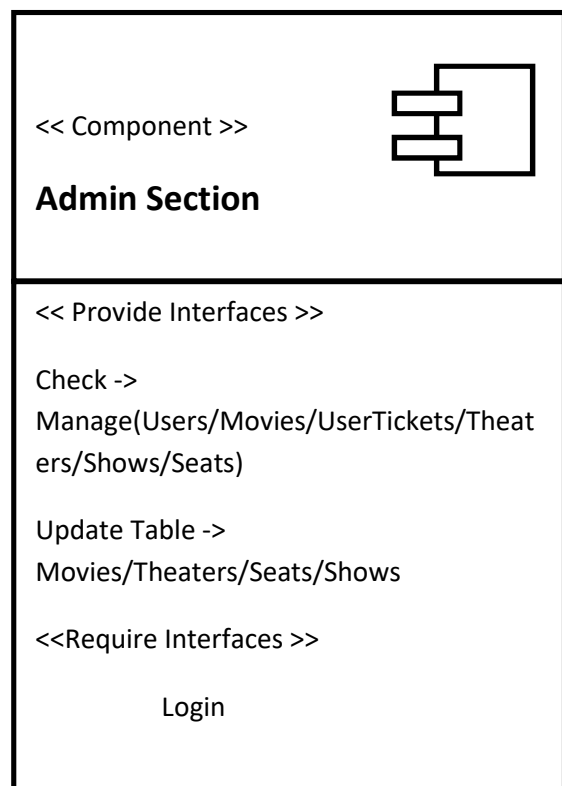 << Component >>
Admin Section
<< Provide Interfaces >>
Check ->
Manage(Users/Movies/UserTickets/Theat
ers/Shows/Seats)
Update Table ->
Movies/Theaters/Seats/Shows
<<Require Interfaces >>
Login